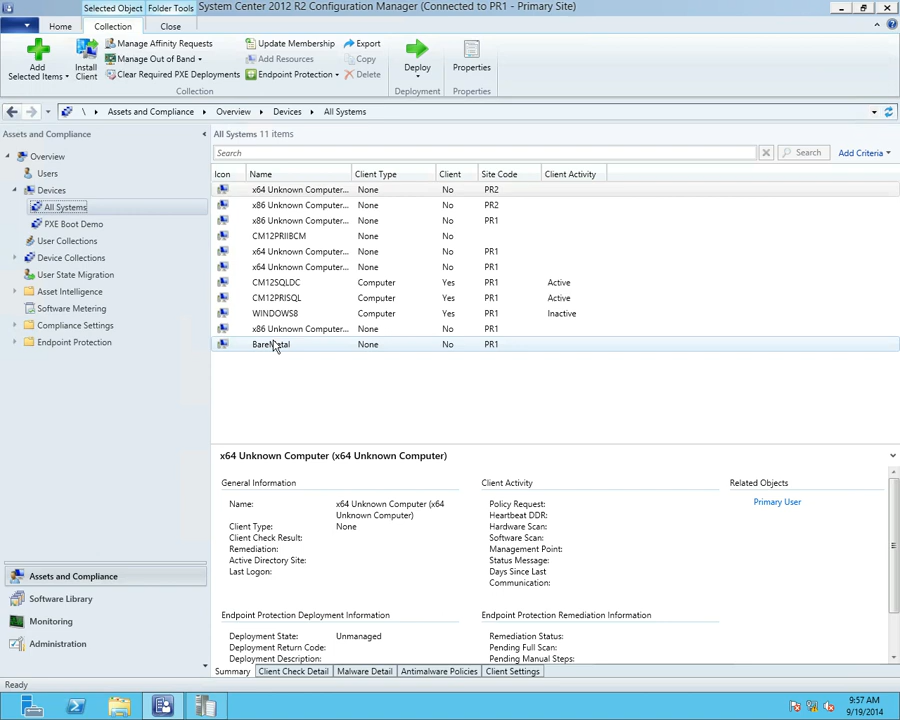 Selected Object Folder Tools System Center 2012 R2 Configuration Manager (Connected to PR1 - Primary Site)
Home Collection Close
Add Selected Items
Install Client
Manage Affinity Requests
Manage Out of Band
Clear Required PXE Deployments
Update Membership
Add Resources
Endpoint Protection
Export
Copy
Delete
Deploy
Properties
Collection Deployment Properties
\ Assets and Compliance Overview Devices All Systems
Assets and Compliance
Overview
Users
Devices
All Systems
PXE Boot Demo
User Collections
Device Collections
User State Migration
Asset Intelligence
Software Metering
Compliance Settings
Endpoint Protection
Assets and Compliance
Software Library
Monitoring
Administration
All Systems 11 items
Search Search Add Criteria
Icon Name Client Type Client Site Code Client Activity
x64 Unknown Computer... None No PR2
x86 Unknown Computer... None No PR2
x86 Unknown Computer... None No PR1
CM12PRIIBCM None No
x64 Unknown Computer... None No PR1
x64 Unknown Computer... None No PR1
CM12SQLDC Computer Yes PR1 Active
CM12PRISQL Computer Yes PR1 Active
WINDOWS8 Computer Yes PR1 Inactive
x86 Unknown Computer... None No PR1
BareMetal None No PR1
x64 Unknown Computer (x64 Unknown Computer)
General Information
Name: x64 Unknown Computer (x64 Unknown Computer)
Client Type: None
Client Check Result:
Remediation:
Active Directory Site:
Last Logon:
Client Activity
Policy Request:
Heartbeat DDR:
Hardware Scan:
Software Scan:
Management Point:
Status Message:
Days Since Last Communication:
Related Objects
Primary User
Endpoint Protection Deployment Information
Deployment State: Unmanaged
Deployment Return Code:
Deployment Description:
Endpoint Protection Remediation Information
Remediation Status:
Pending Full Scan:
Pending Manual Steps:
Summary Client Check Detail Malware Detail Antimalware Policies Client Settings
Ready
9:57 AM
9/19/2014